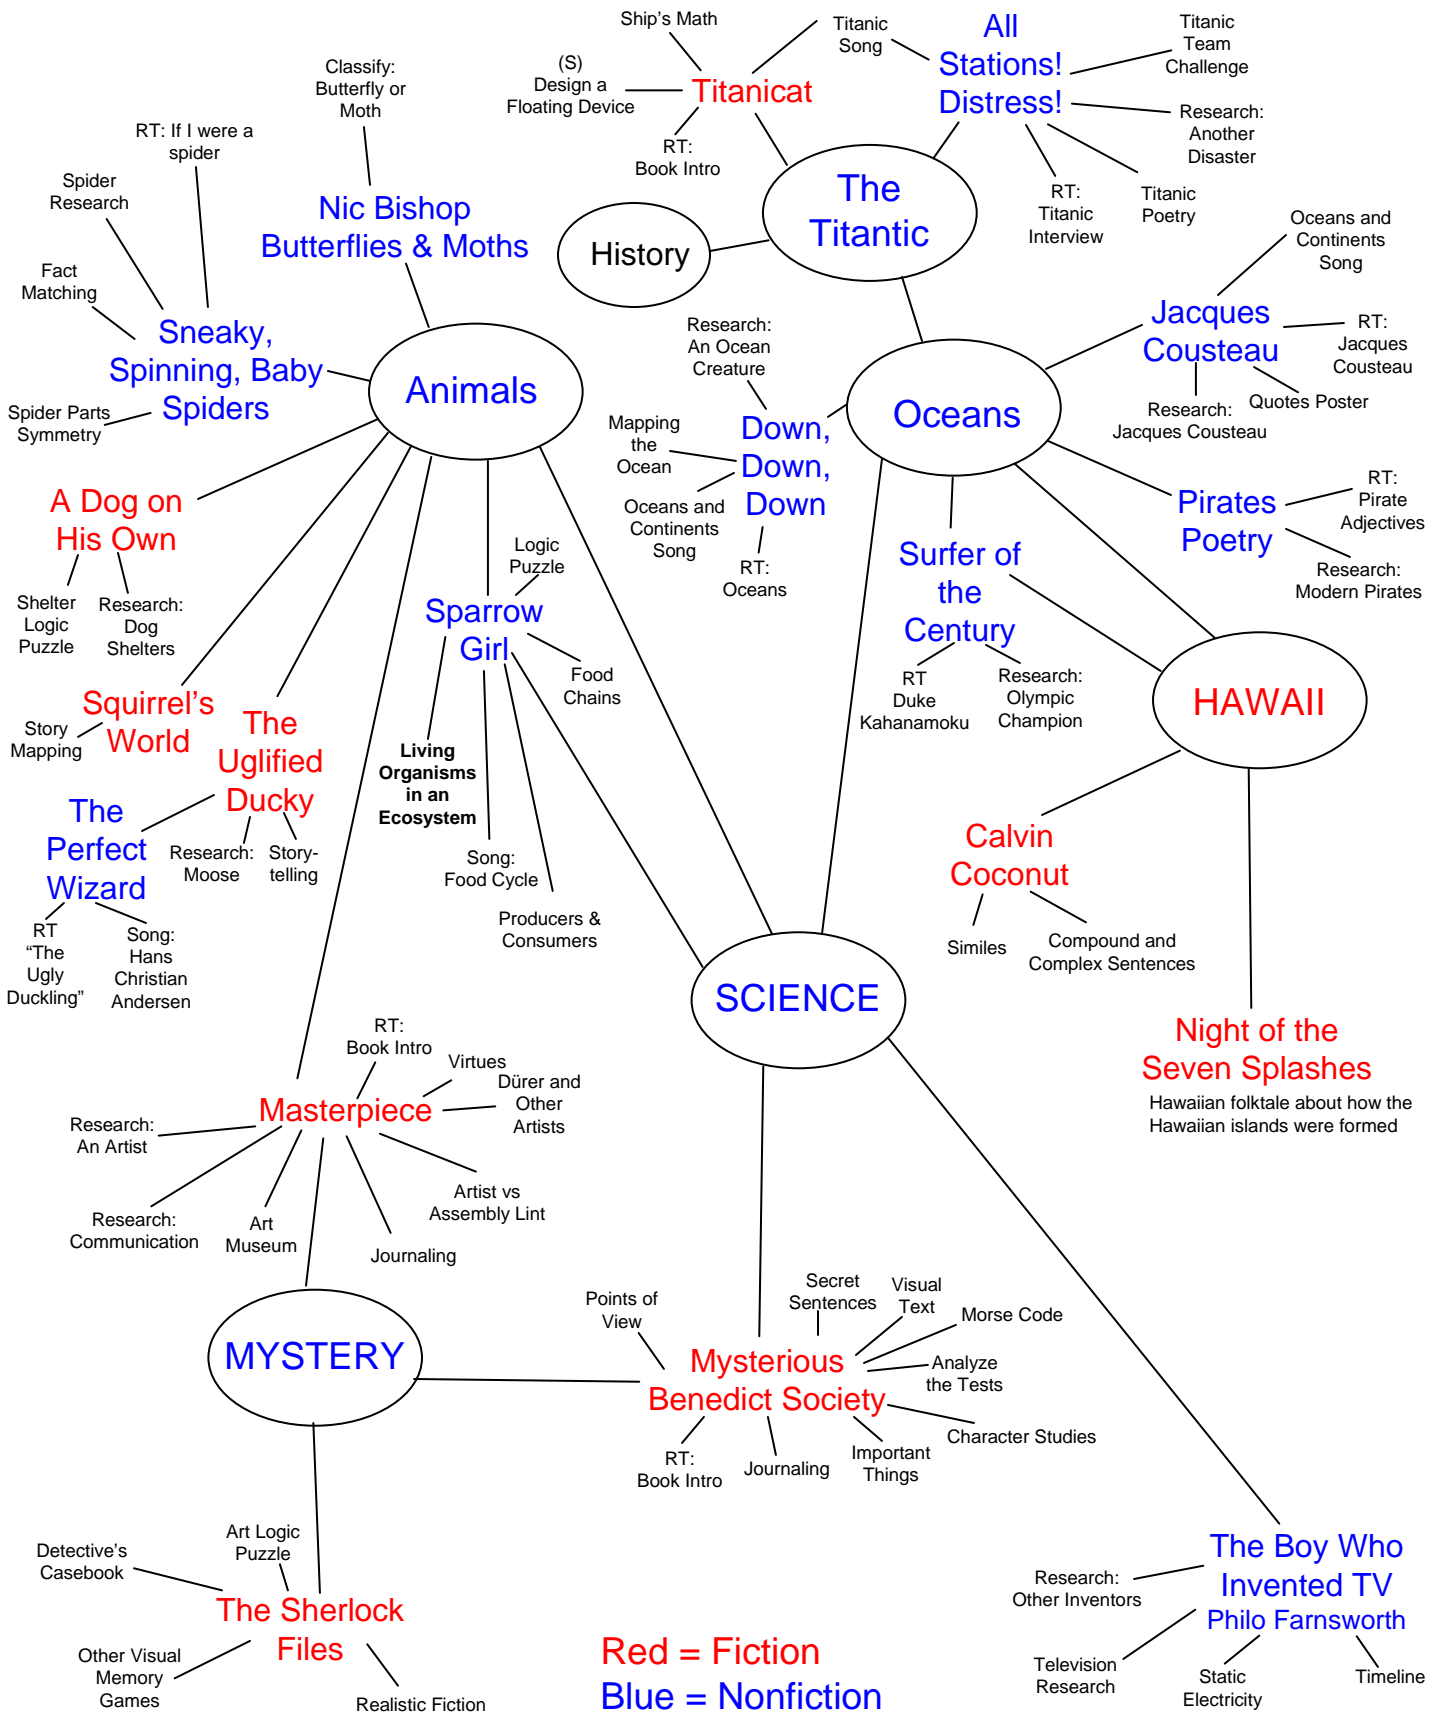 Ship's Math
Titanic
Song
All
Stations!
Distress!
Titanic
Team
Challenge
(S)
Design a
Floating Device
Titanicat
RT:
Book Intro
Research:
Another
Disaster
RT:
Titanic
Interview
Titanic
Poetry
The
Titantic
History
Classify:
Butterfly or
Moth
RT: If I were a
spider
Spider
Research
Nic Bishop
Butterflies & Moths
Fact
Matching
Sneaky,
Spinning, Baby
Spiders
Spider Parts
Symmetry
Animals
Oceans and
Continents
Song
Jacques
Cousteau
RT:
Jacques
Cousteau
Research:
Jacques Cousteau
Quotes Poster
Research:
An Ocean
Creature
Oceans
Mapping
the
Ocean
Down,
Down,
Down
Oceans and
Continents
Song
RT:
Oceans
Pirates
Poetry
RT:
Pirate
Adjectives
Research:
Modern Pirates
A Dog on
His Own
Shelter
Logic
Puzzle
Research:
Dog
Shelters
Logic
Puzzle
Sparrow
Girl
Food
Chains
Surfer of
the
Century
RT
Duke
Kahanamoku
Research:
Olympic
Champion
HAWAII
Squirrel's
World
Story
Mapping
The
Uglified
Ducky
Living
Organisms
in an
Ecosystem
The
Perfect
Wizard
Research:
Moose
Story-
telling
Song:
Food Cycle
Producers &
Consumers
RT
“The
Ugly
Duckling”
Song:
Hans
Christian
Andersen
Calvin
Coconut
Similes
Compound and
Complex Sentences
SCIENCE
Night of the
Seven Splashes
Hawaiian folktale about how the
Hawaiian islands were formed
RT:
Book Intro
Virtues
Dürer and
Other
Artists
Masterpiece
Research:
An Artist
Artist vs
Assembly Lint
Research:
Communication
Art
Museum
Journaling
MYSTERY
Points of
View
Secret
Sentences
Visual
Text
Morse Code
Mysterious
Benedict Society
Analyze
the Tests
Character Studies
RT:
Book Intro
Journaling
Important
Things
Detective's
Casebook
Art Logic
Puzzle
The Sherlock
Files
Other Visual
Memory
Games
Realistic Fiction
The Boy Who
Invented TV
Philo Farnsworth
Research:
Other Inventors
Television
Research
Static
Electricity
Timeline
Red = Fiction
Blue = Nonfiction